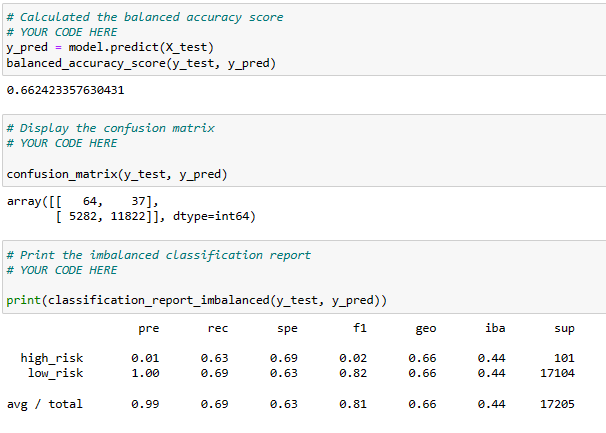 # Calculated the balanced accuracy score
# YOUR CODE HERE
y_pred = model.predict(X_test)
balanced_accuracy_score(y_test, y_pred)
0.662423357630431
# Display the confusion matrix
# YOUR CODE HERE
confusion_matrix(y_test, y_pred)
array([[   64,    37],
       [ 5282, 11822]], dtype=int64)
# Print the imbalanced classification report
# YOUR CODE HERE
print(classification_report_imbalanced(y_test, y_pred))
pre rec spe f1 geo iba sup
high_risk 0.01 0.63 0.69 0.02 0.66 0.44 101
low_risk 1.00 0.69 0.63 0.82 0.66 0.44 17104
avg / total 0.99 0.69 0.63 0.81 0.66 0.44 17205